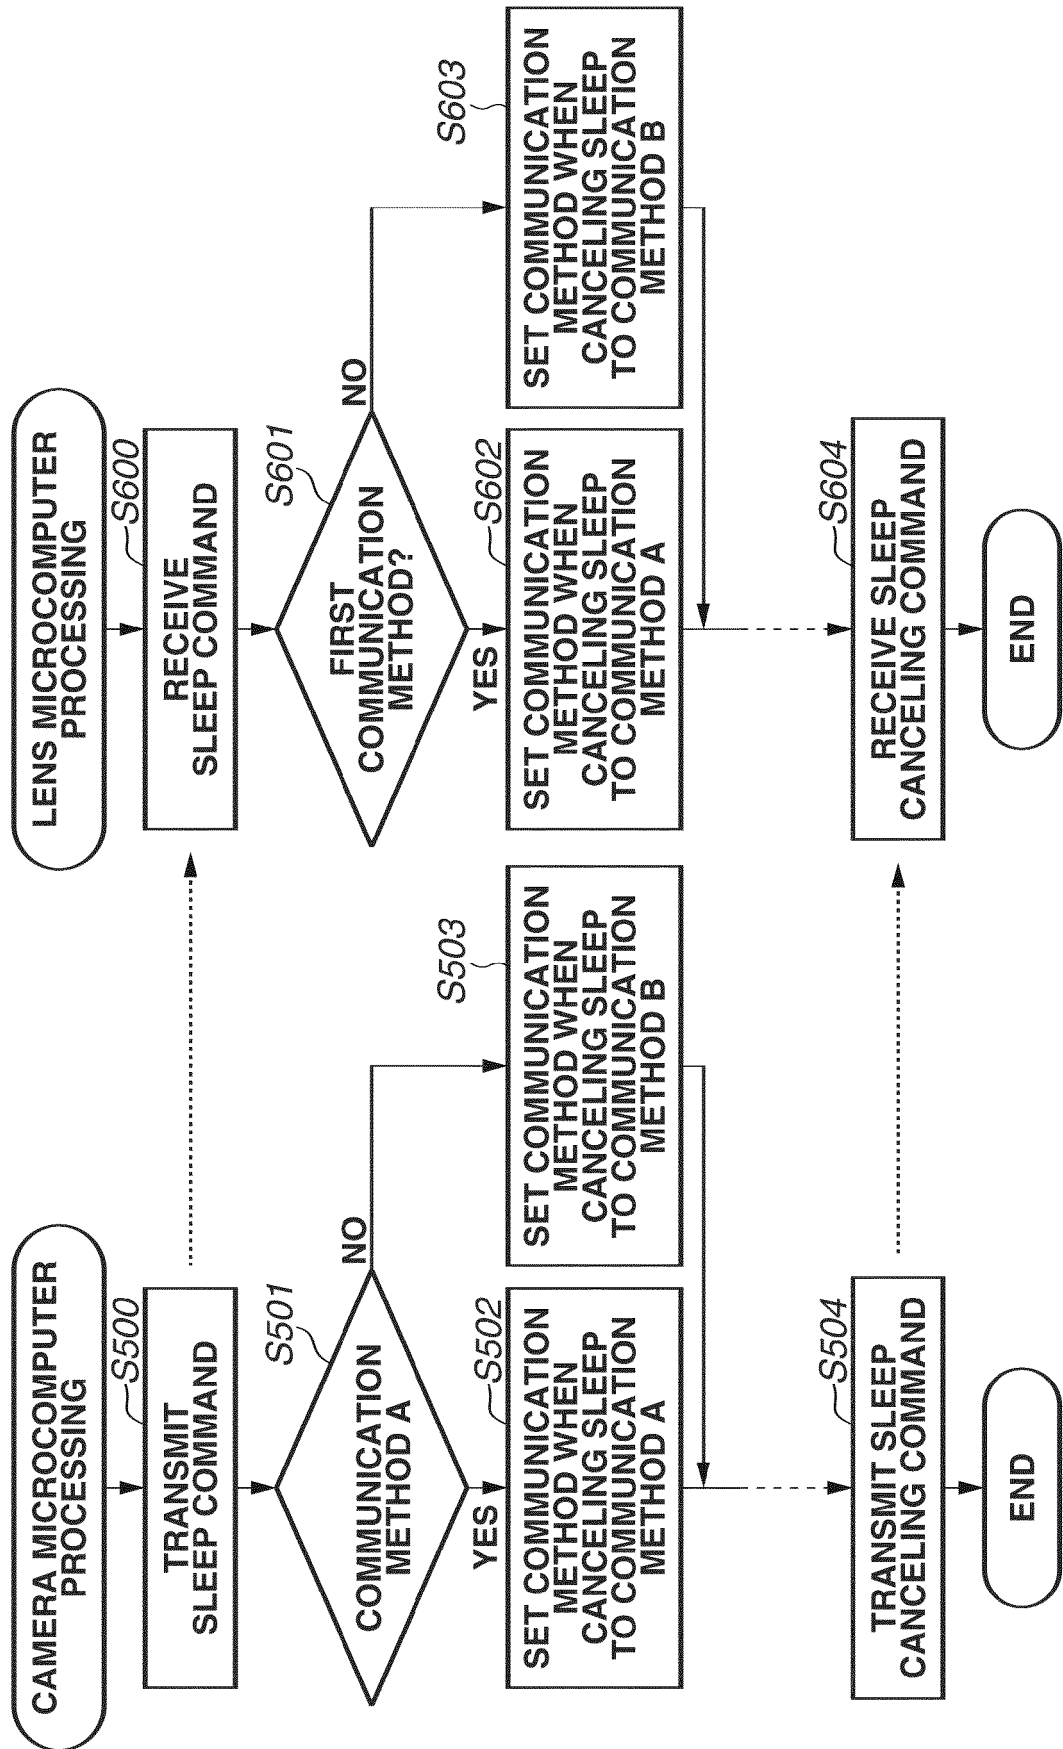 CAMERA MICROCOMPUTER
PROCESSING
S500
TRANSMIT
SLEEP COMMAND
S501
COMMUNICATION
METHOD A
NO
YES
S502
SET COMMUNICATION
METHOD WHEN
CANCELING SLEEP
TO COMMUNICATION
METHOD A
S503
SET COMMUNICATION
METHOD WHEN
CANCELING SLEEP
TO COMMUNICATION
METHOD B
S504
TRANSMIT SLEEP
CANCELING COMMAND
END
LENS MICROCOMPUTER
PROCESSING
S600
RECEIVE
SLEEP COMMAND
S601
FIRST
COMMUNICATION
METHOD?
NO
YES
S602
SET COMMUNICATION
METHOD WHEN
CANCELING SLEEP
TO COMMUNICATION
METHOD A
S603
SET COMMUNICATION
METHOD WHEN
CANCELING SLEEP
TO COMMUNICATION
METHOD B
S604
RECEIVE SLEEP
CANCELING COMMAND
END